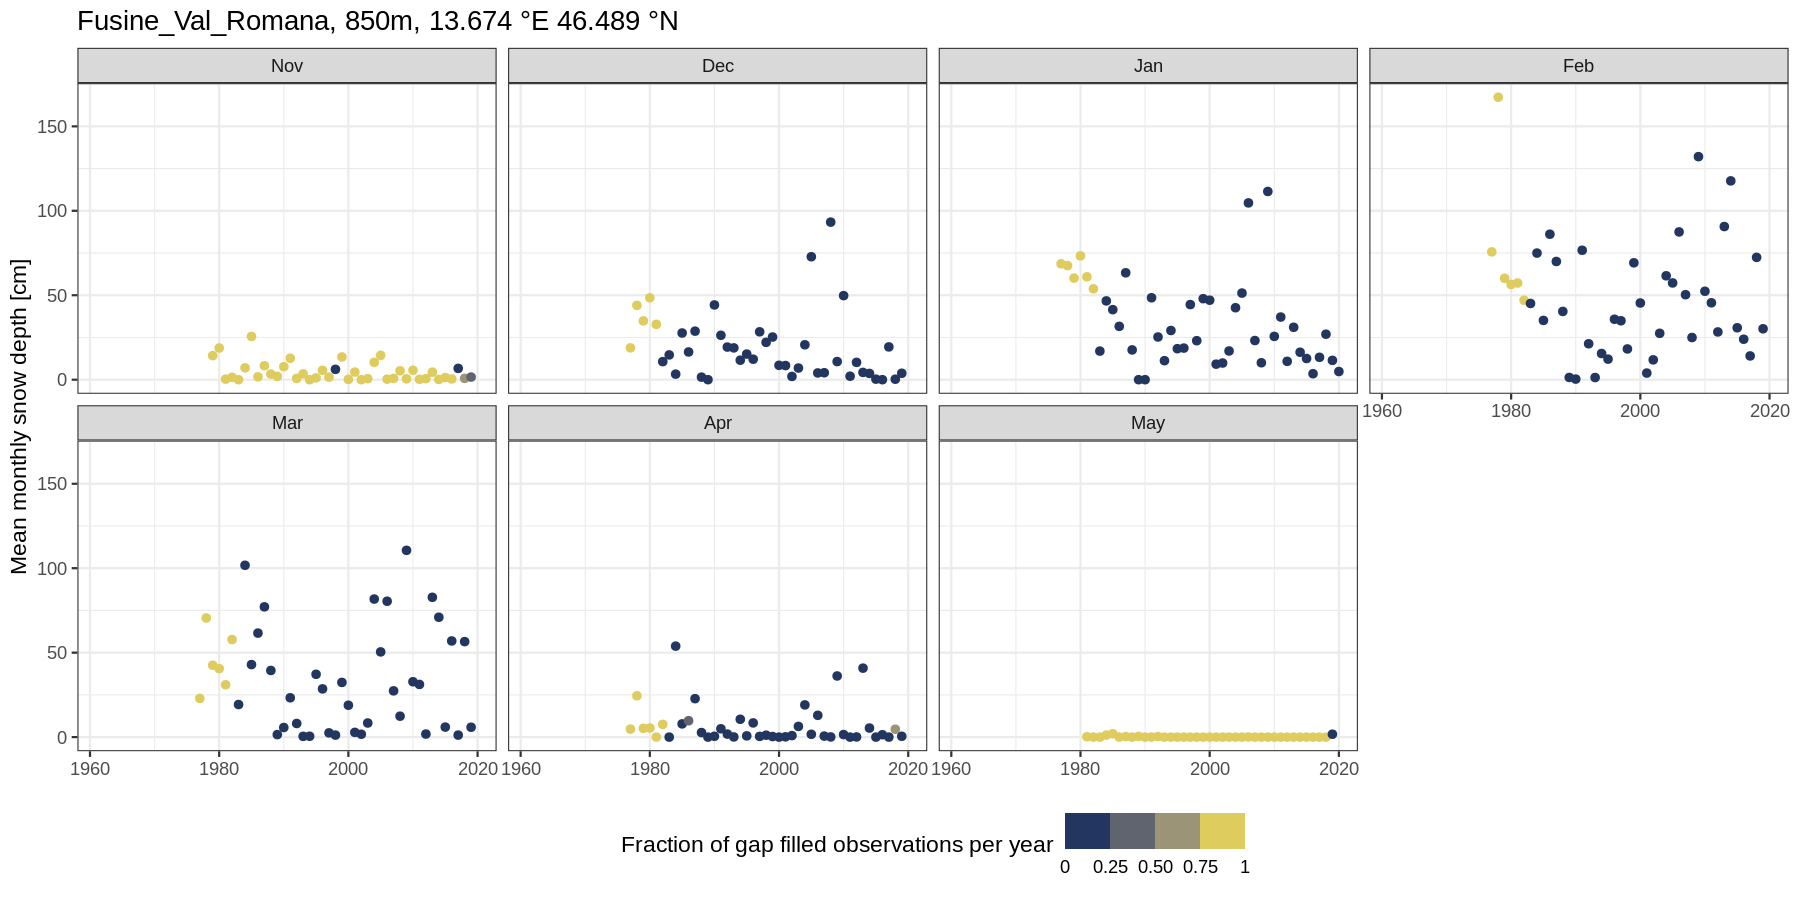 Fusine_Val_Romana, 850m, 13.674 °E 46.489 °N
Nov
Dec
Jan
Feb
Mean monthly snow depth [cm]
150
100
50
0
1960 1980 2000 2020
Mar
Apr
May
150
100
50
0
1960 1980 2000 2020
1960 1980 2000 2020
1960 1980 2000 2020
Fraction of gap filled observations per year
0 0.25 0.50 0.75 1